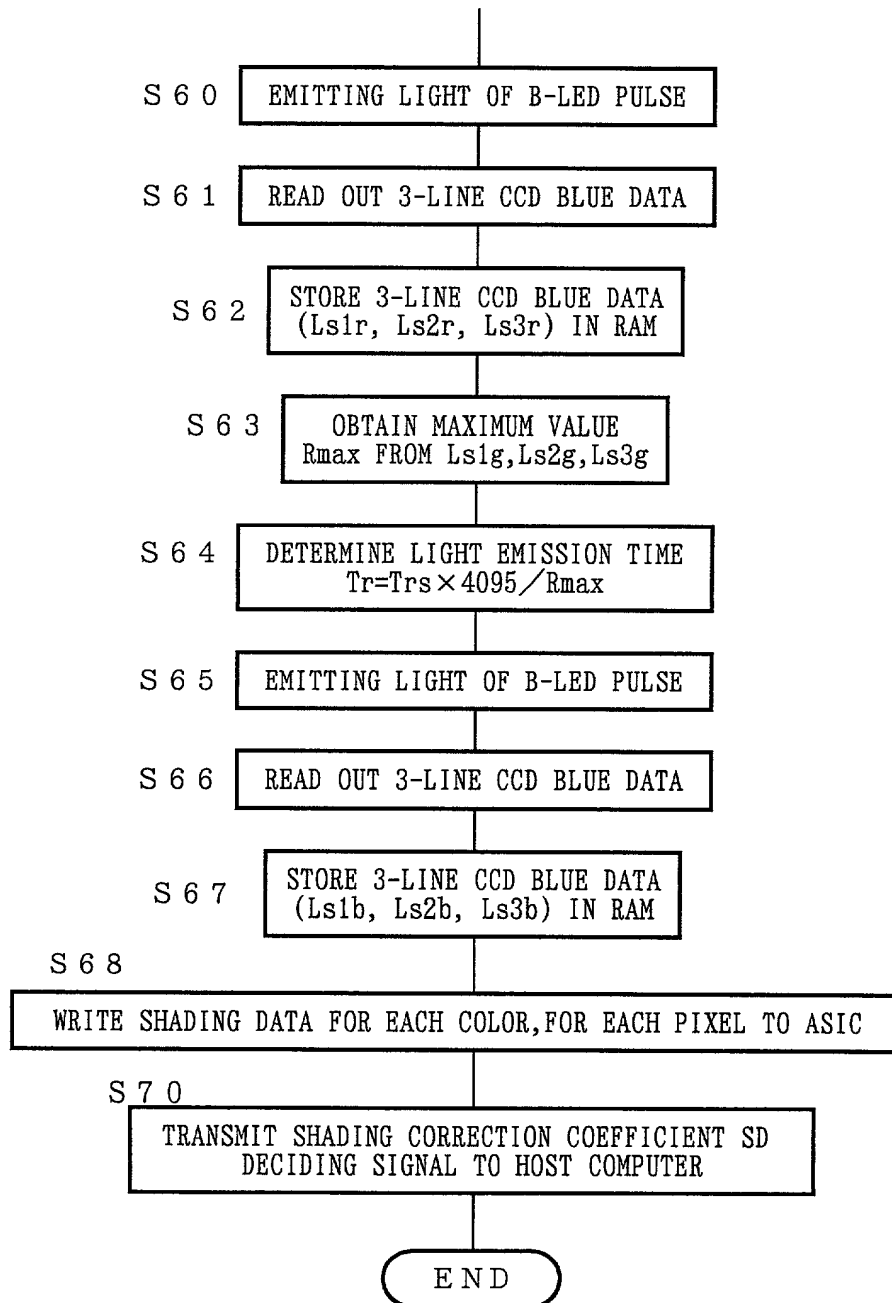 S60
EMITTING LIGHT OF B-LED PULSE
S61
READ OUT 3-LINE CCD BLUE DATA
S62
STORE 3-LINE CCD BLUE DATA
(Ls1r, Ls2r, Ls3r) IN RAM
S63
OBTAIN MAXIMUM VALUE
Rmax FROM Ls1g,Ls2g,Ls3g
S64
DETERMINE LIGHT EMISSION TIME
Tr=Trs×4095/Rmax
S65
EMITTING LIGHT OF B-LED PULSE
S66
READ OUT 3-LINE CCD BLUE DATA
S67
STORE 3-LINE CCD BLUE DATA
(Ls1b, Ls2b, Ls3b) IN RAM
S68
WRITE SHADING DATA FOR EACH COLOR,FOR EACH PIXEL TO ASIC
S70
TRANSMIT SHADING CORRECTION COEFFICIENT SD
DECIDING SIGNAL TO HOST COMPUTER
END